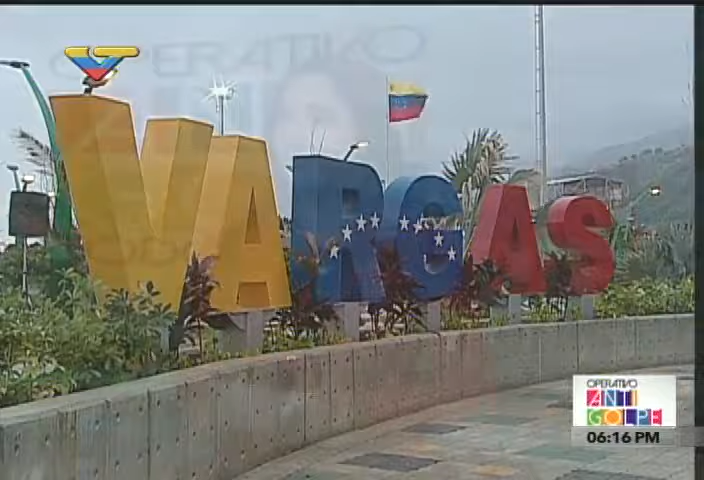 OPERATIVO
VARGAS
OPERATIVO
ANTI
GOLPE
06:16 PM